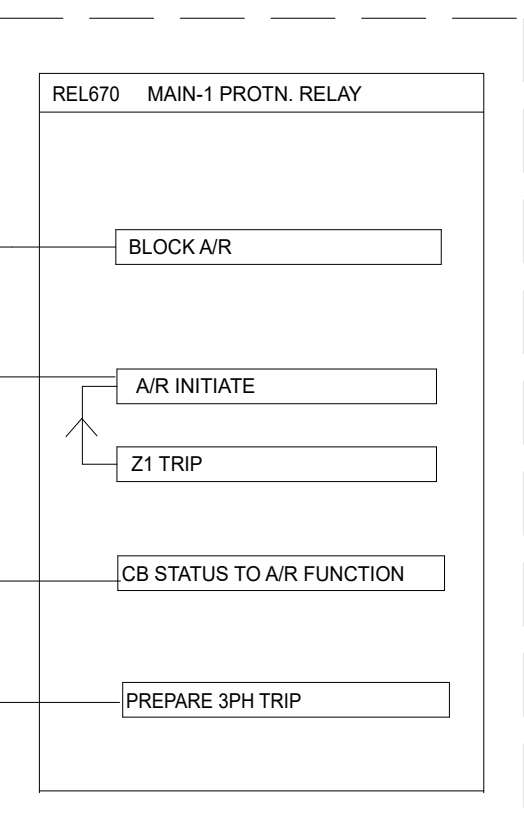 REL670 MAIN-1 PROTN. RELAY
BLOCK A/R
A/R INITIATE
Z1 TRIP
CB STATUS TO A/R FUNCTION
PREPARE 3PH TRIP